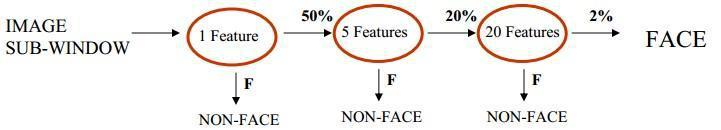 IMAGE
SUB-WINDOW
1 Feature
50%
5 Features
20%
20 Features
2%
FACE
F
F
F
NON-FACE
NON-FACE
NON-FACE